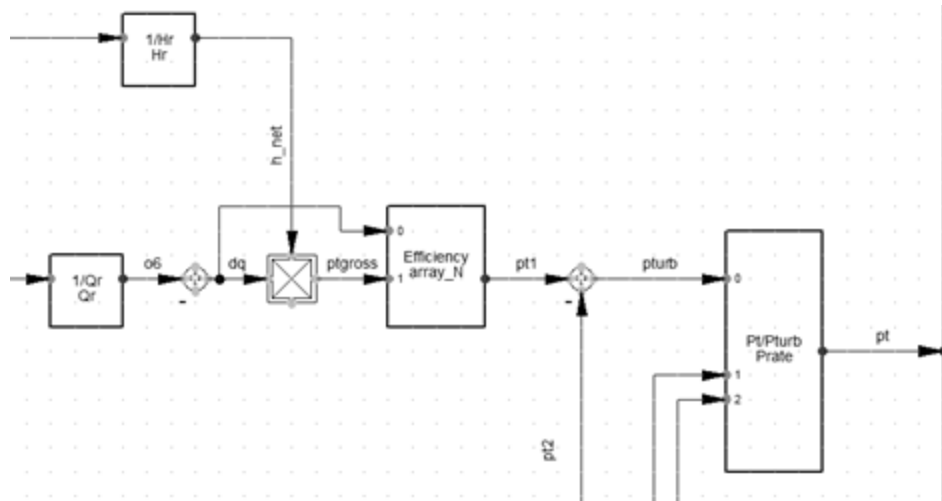 1/Hr
Hr
h_net
1/Qr
Qr
o6
-
dq
ptgross
0
1
Efficiency
array_N
pt1
-
pt2
pturb
0
1
2
Pt/Pturb
Prate
pt